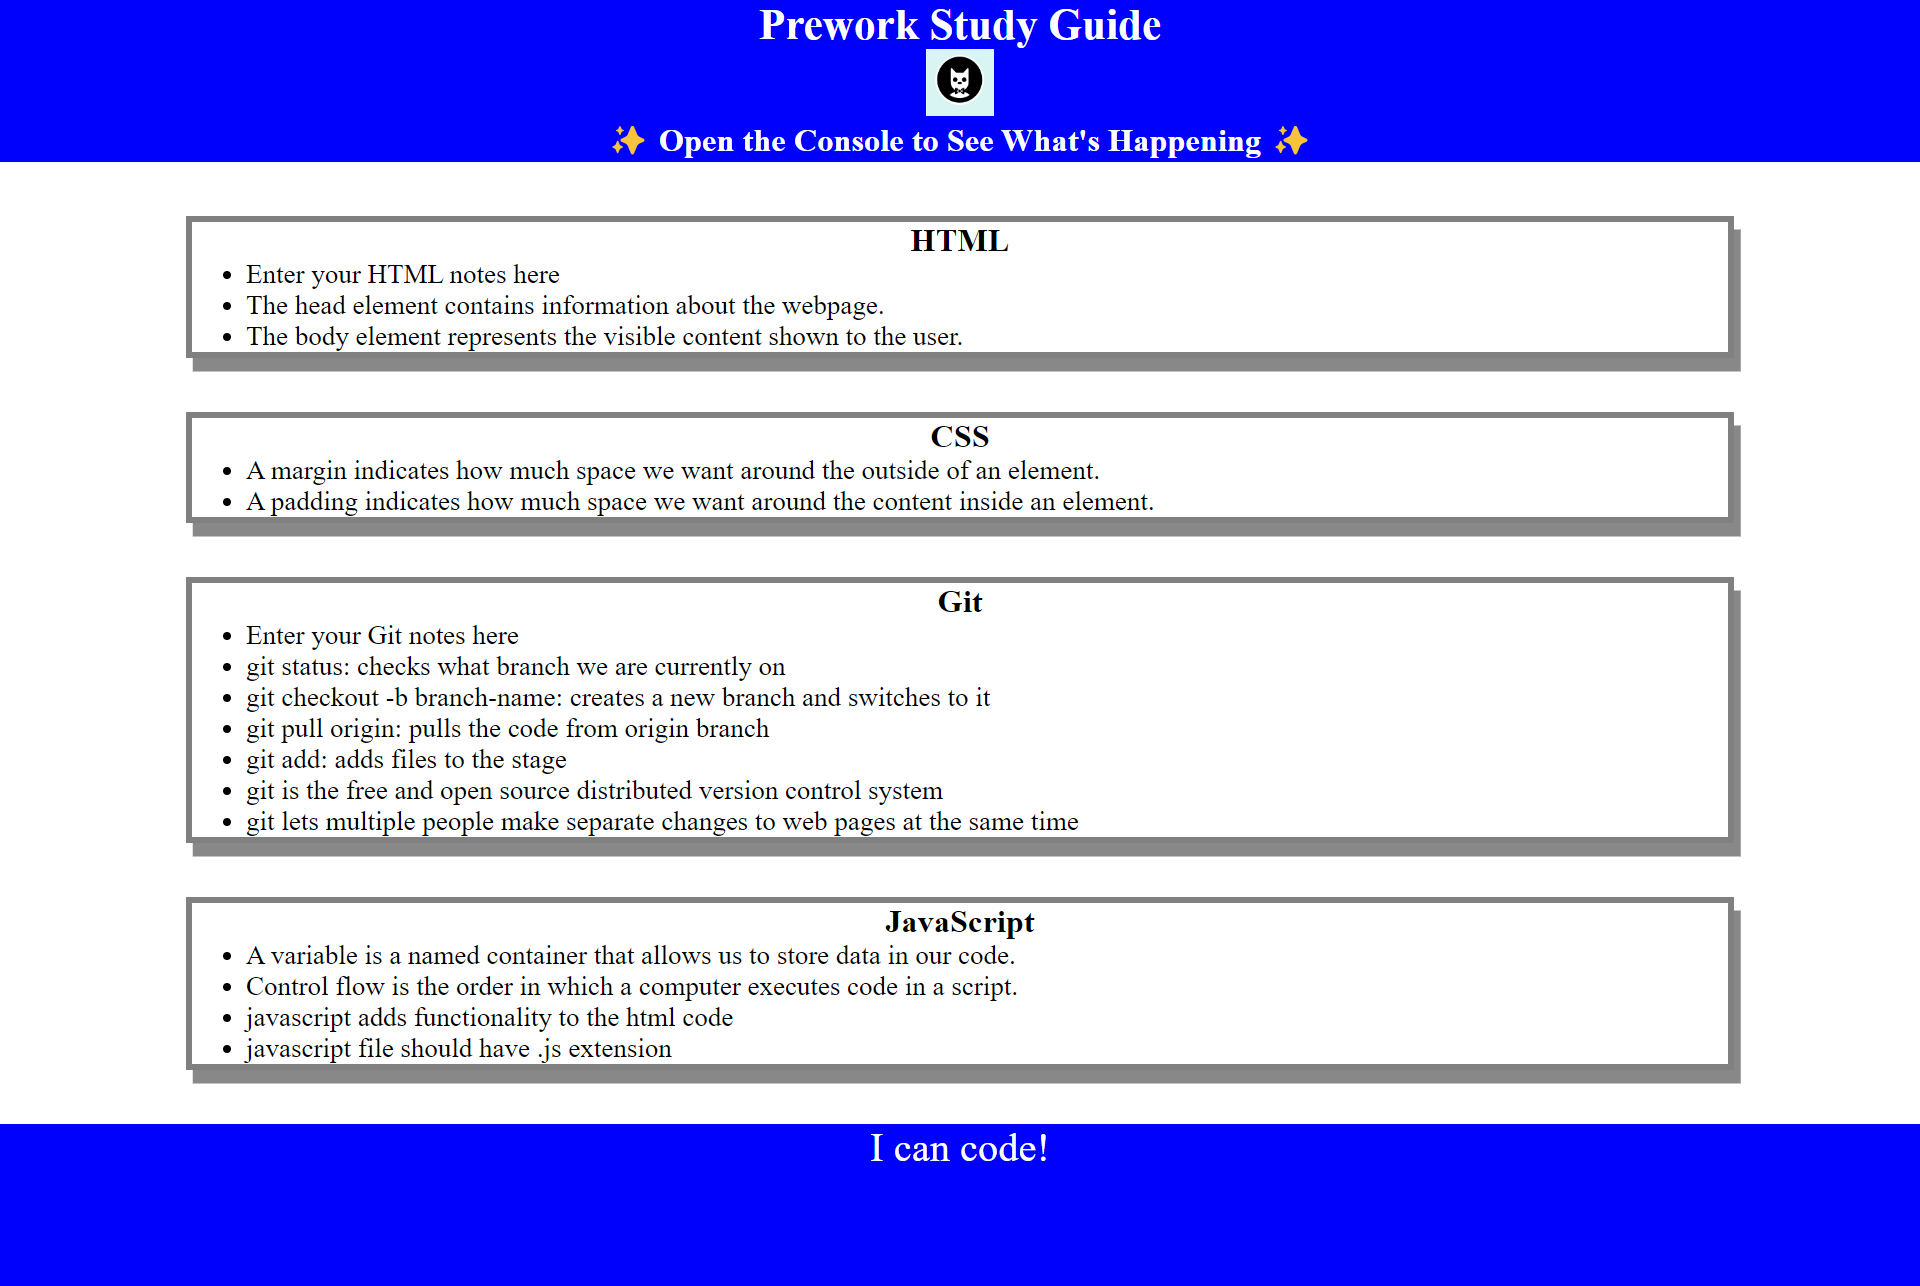 Prework Study Guide
✨ Open the Console to See What's Happening ✨
HTML
• Enter your HTML notes here
• The head element contains information about the webpage.
• The body element represents the visible content shown to the user.
CSS
• A margin indicates how much space we want around the outside of an element.
• A padding indicates how much space we want around the content inside an element.
Git
• Enter your Git notes here
• git status: checks what branch we are currently on
• git checkout -b branch-name: creates a new branch and switches to it
• git pull origin: pulls the code from origin branch
• git add: adds files to the stage
• git is the free and open source distributed version control system
• git lets multiple people make separate changes to web pages at the same time
JavaScript
• A variable is a named container that allows us to store data in our code.
• Control flow is the order in which a computer executes code in a script.
• javascript adds functionality to the html code
• javascript file should have .js extension
I can code!